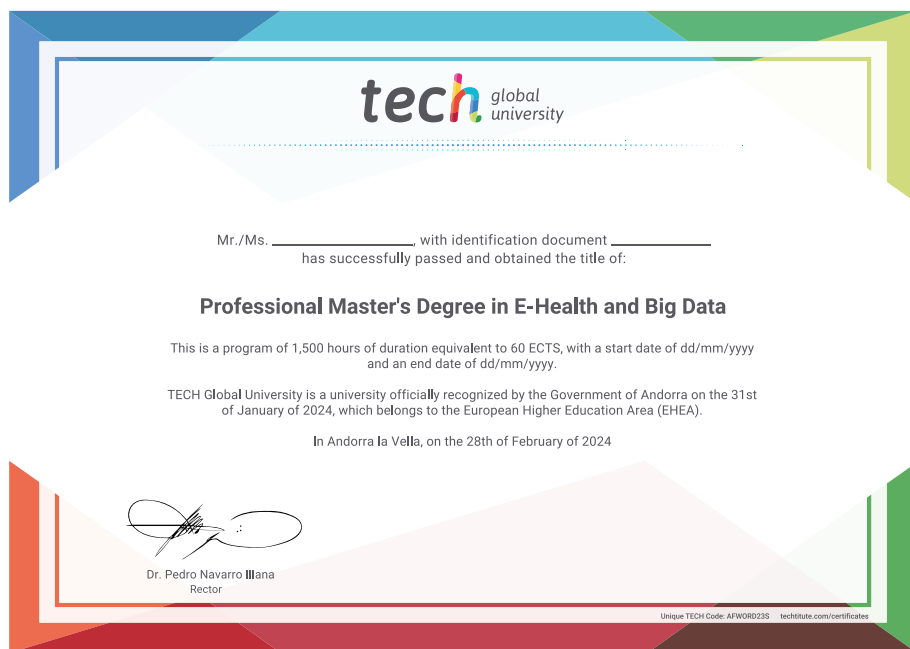 tech global
university
Mr./Ms. ____________________, with identification document ______________
has successfully passed and obtained the title of:
Professional Master's Degree in E-Health and Big Data
This is a program of 1,500 hours of duration equivalent to 60 ECTS, with a start date of dd/mm/yyyy
and an end date of dd/mm/yyyy.
TECH Global University is a university officially recognized by the Government of Andorra on the 31st
of January of 2024, which belongs to the European Higher Education Area (EHEA).
In Andorra la Vella, on the 28th of February of 2024
Dr. Pedro Navarro Illana
Rector
Unique TECH Code: AFWORD23S techtitute.com/certificates